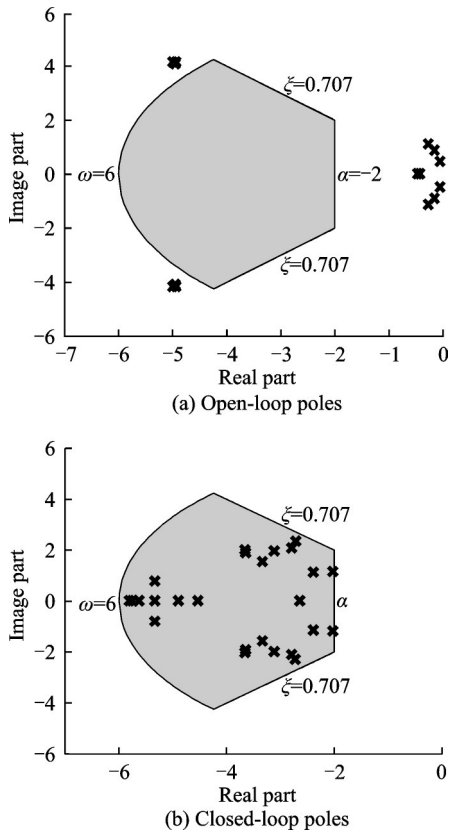 6
4
ξ=0.707
2
Image part
0
ω=6
α=−2
−2
ξ=0.707
−4
−6
−7 −6 −5 −4 −3 −2 −1 0
Real part
(a) Open-loop poles
6
4
ξ=0.707
2
Image part
0
ω=6
α
−2
ξ=0.707
−4
−6
−6 −4 −2 0
Real part
(b) Closed-loop poles